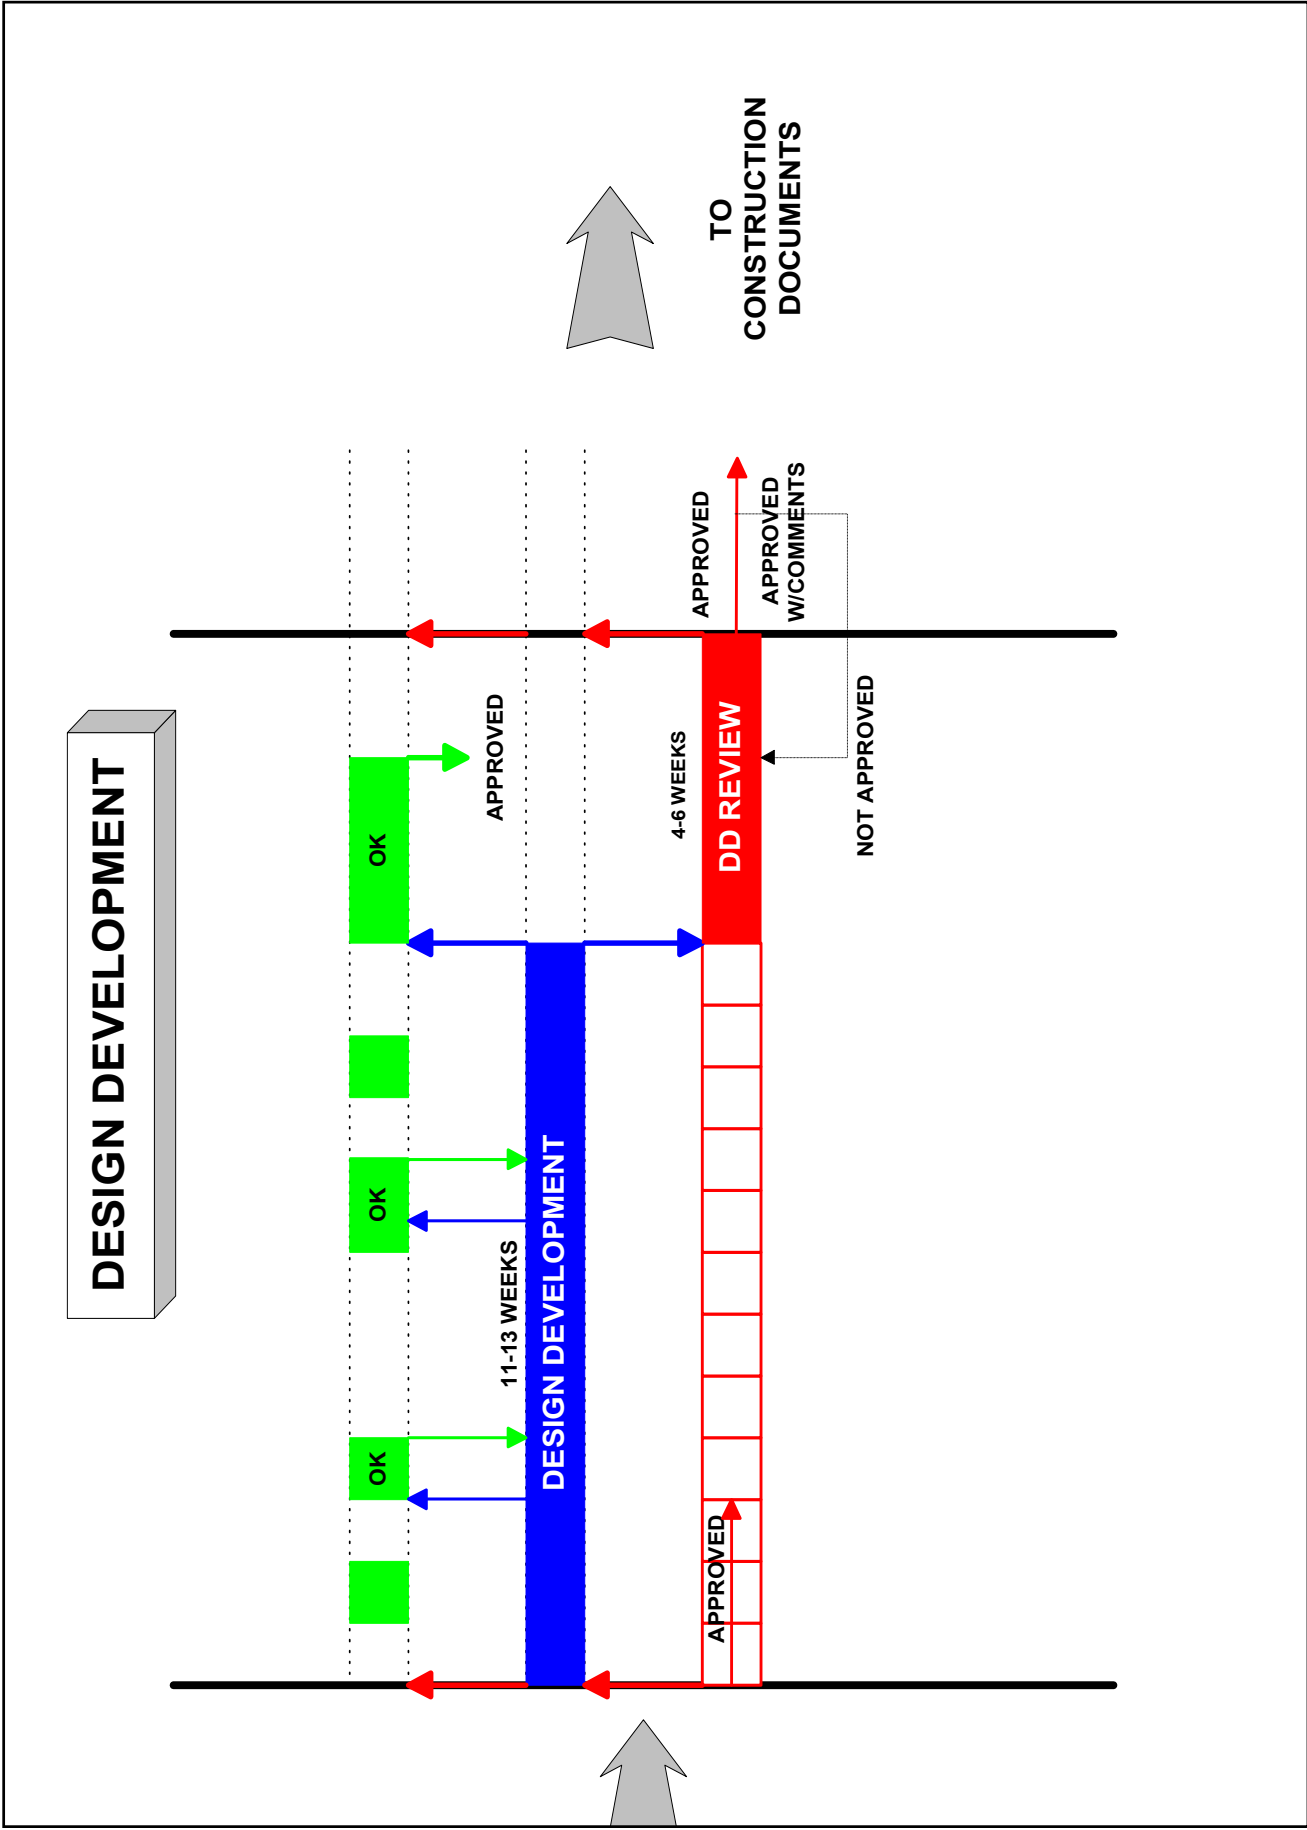 DESIGN DEVELOPMENT
OK
OK
OK
APPROVED
11-13 WEEKS
DESIGN DEVELOPMENT
4-6 WEEKS
APPROVED
DD REVIEW
APPROVED
APPROVED
W/COMMENTS
NOT APPROVED
TO
CONSTRUCTION
DOCUMENTS